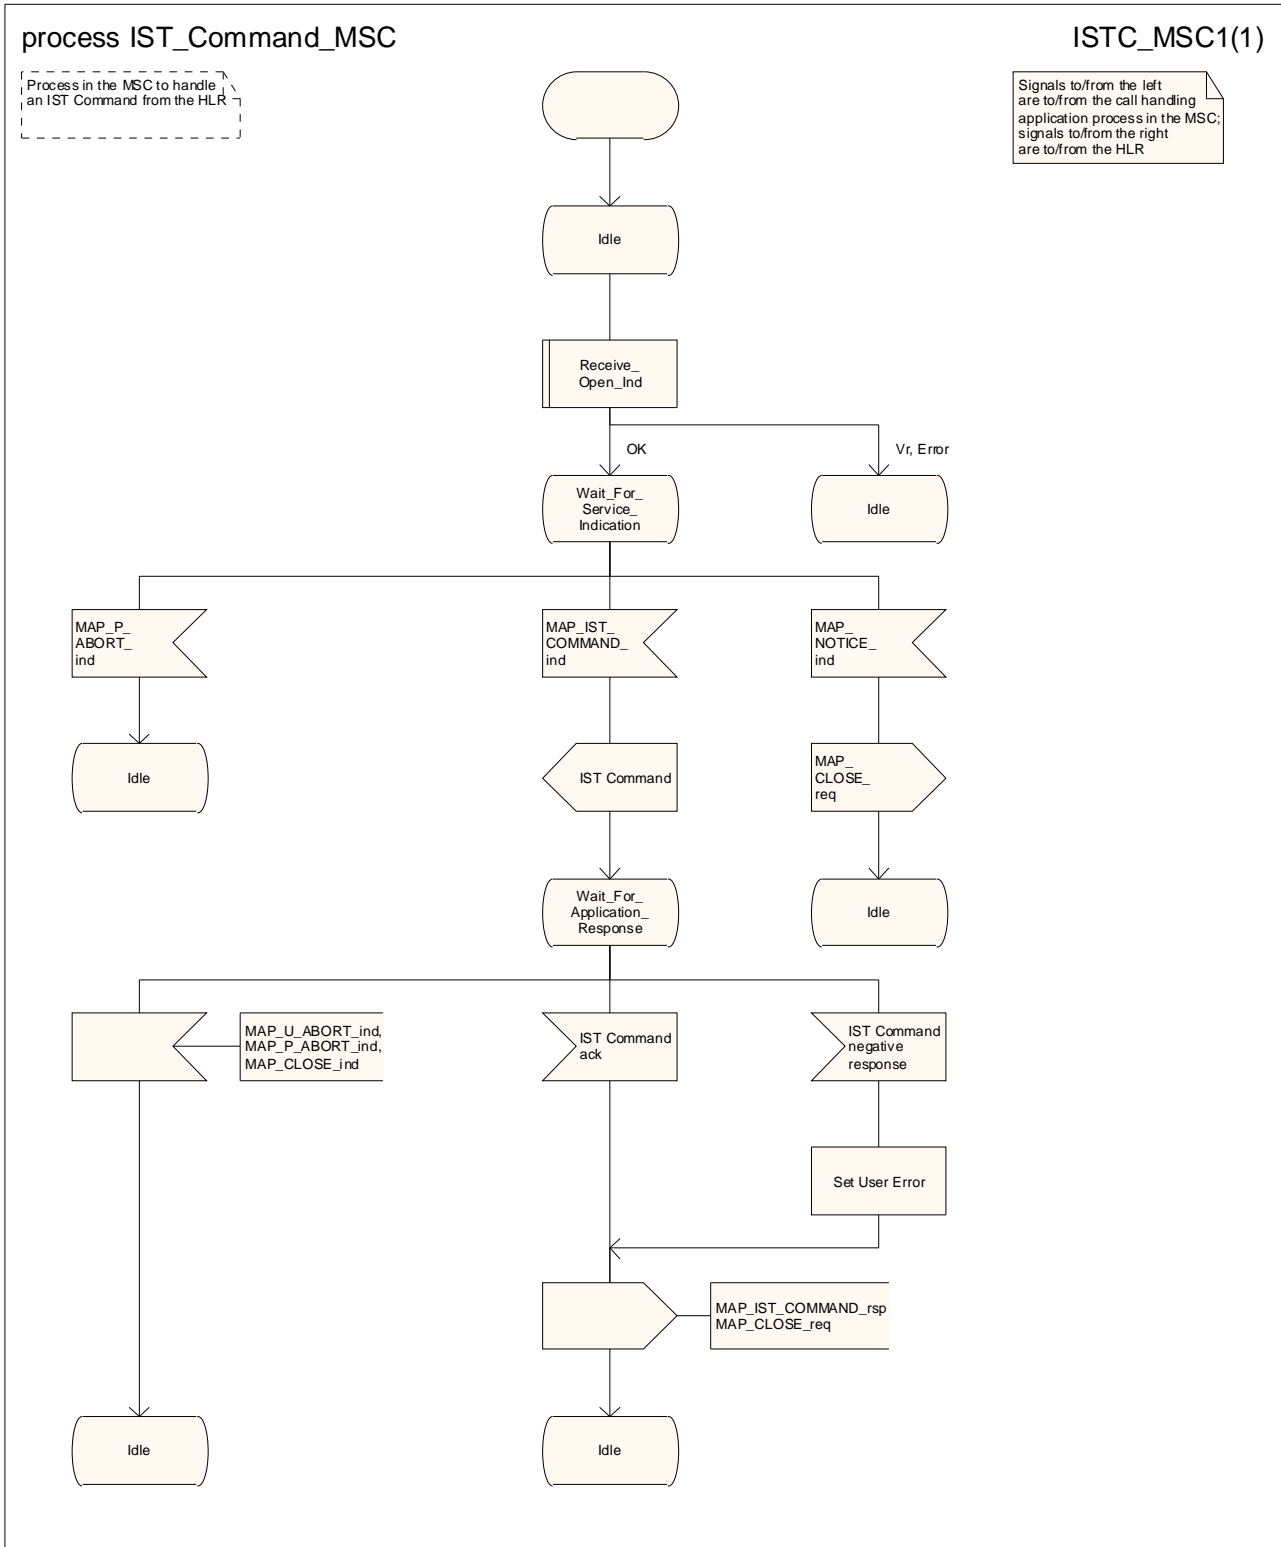 process IST_Command_MSC
ISTC_MSC1(1)
Process in the MSC to handle
an IST Command from the HLR
Signals to/from the left
are to/from the call handling
application process in the MSC;
signals to/from the right
are to/from the HLR
Idle
Receive_
Open_Ind
OK
Vr, Error
Wait_For_
Service_
Indication
Idle
MAP_P_
ABORT_
ind
MAP_IST_
COMMAND_
ind
MAP_
NOTICE_
ind
Idle
IST Command
MAP_
CLOSE_
req
Wait_For_
Application_
Response
Idle
MAP_U_ABORT_ind,
MAP_P_ABORT_ind,
MAP_CLOSE_ind
IST Command
ack
IST Command
negative
response
Set User Error
MAP_IST_COMMAND_rsp
MAP_CLOSE_req
Idle
Idle